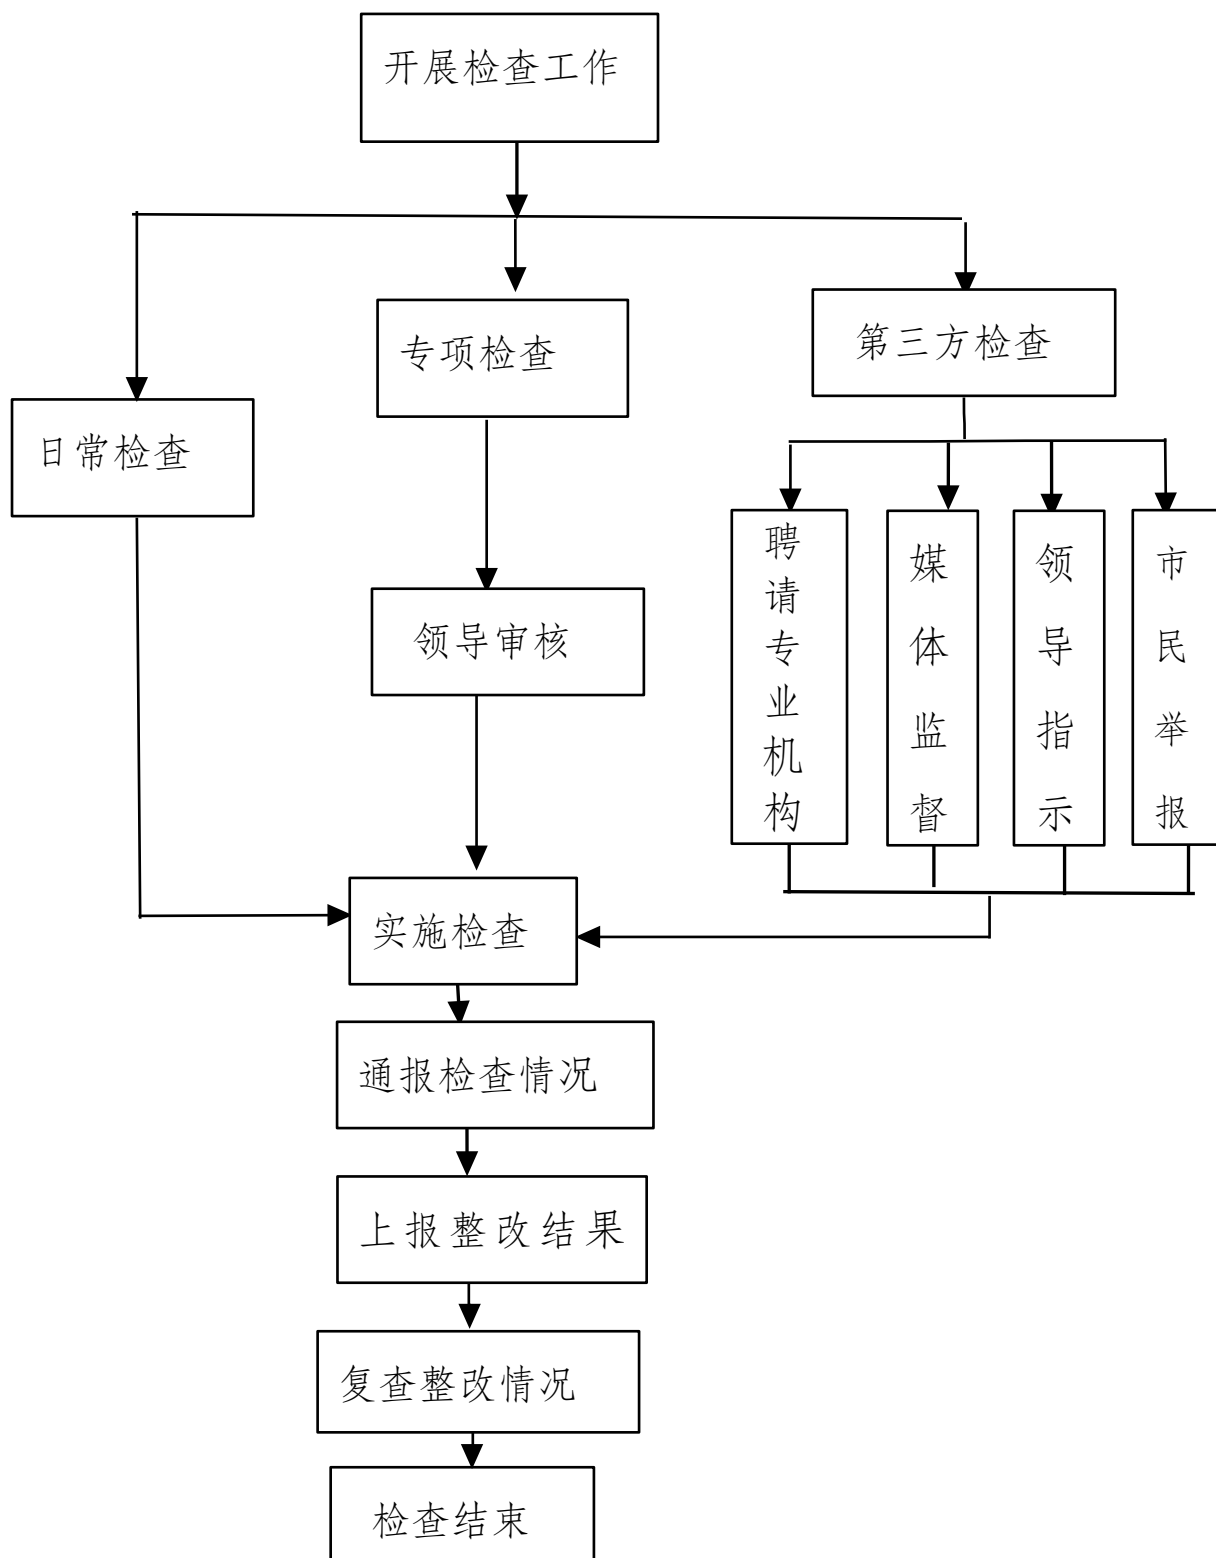 开展检查工作
专项检查
第三方检查
日常检查
聘请专业机构
媒体监督
领导指示
市民举报
领导审核
实施检查
通报检查情况
上报整改结果
复查整改情况
检查结束